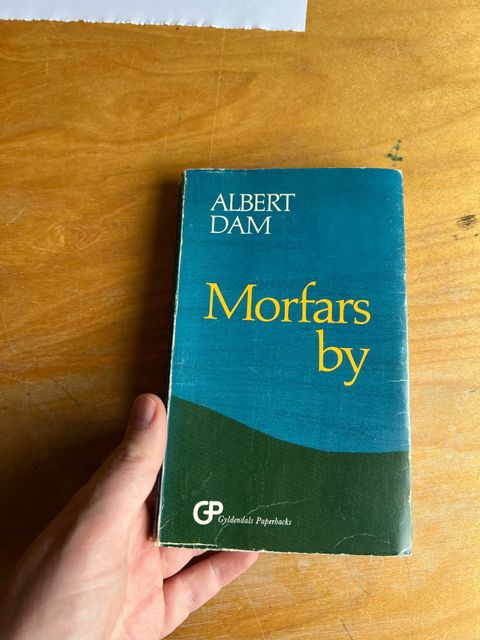 ALBERT
DAM
Morfars
by
GP Gyldendals Paperbacks